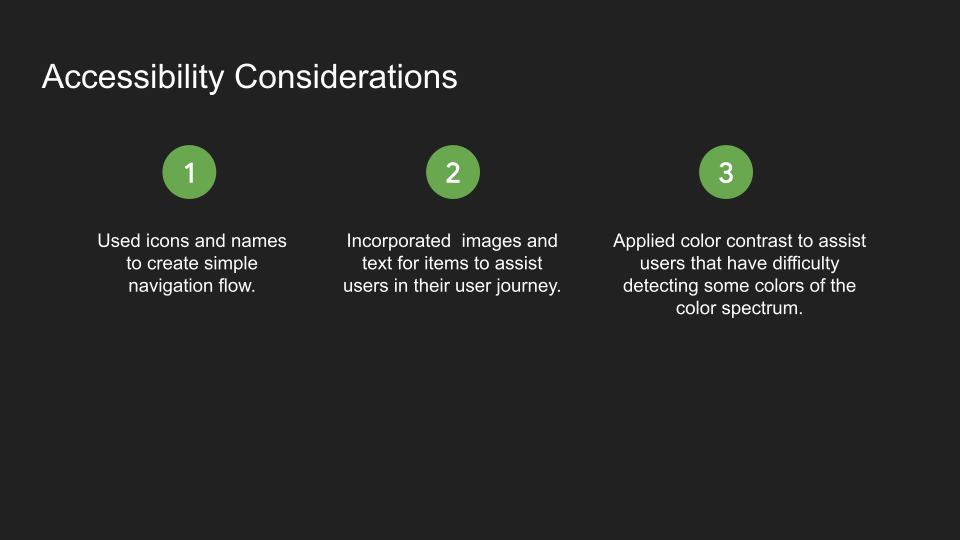 Accessibility Considerations
1
Used icons and names
to create simple
navigation flow.
2
Incorporated  images and
text for items to assist
users in their user journey.
3
Applied color contrast to assist
users that have difficulty
detecting some colors of the
color spectrum.